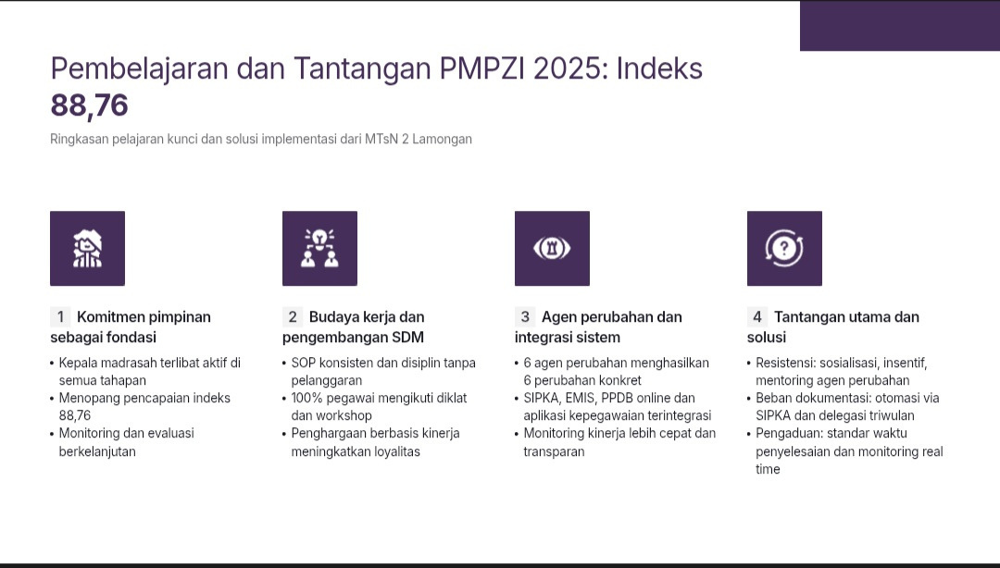 Pembelajaran dan Tantangan PMPZI 2025: Indeks
88,76
Ringkasan pelajaran kunci dan solusi implementasi dari MTsN 2 Lamongan
1 Komitmen pimpinan
sebagai fondasi
• Kepala madrasah terlibat aktif di
semua tahapan
• Menopang pencapaian indeks
88,76
• Monitoring dan evaluasi
berkelanjutan
2 Budaya kerja dan
pengembangan SDM
• SOP konsisten dan disiplin tanpa
pelanggaran
• 100% pegawai mengikuti diklat
dan workshop
• Penghargaan berbasis kinerja
meningkatkan loyalitas
3 Agen perubahan dan
integrasi sistem
• 6 agen perubahan menghasilkan
6 perubahan konkret
• SIPKA, EMIS, PPDB online dan
aplikasi kepegawaian terintegrasi
• Monitoring kinerja lebih cepat dan
transparan
4 Tantangan utama dan
solusi
• Resistensi: sosialisasi, insentif,
mentoring agen perubahan
• Beban dokumentasi: otomasi via
SIPKA dan delegasi triwulan
• Pengaduan: standar waktu
penyelesaian dan monitoring real
time